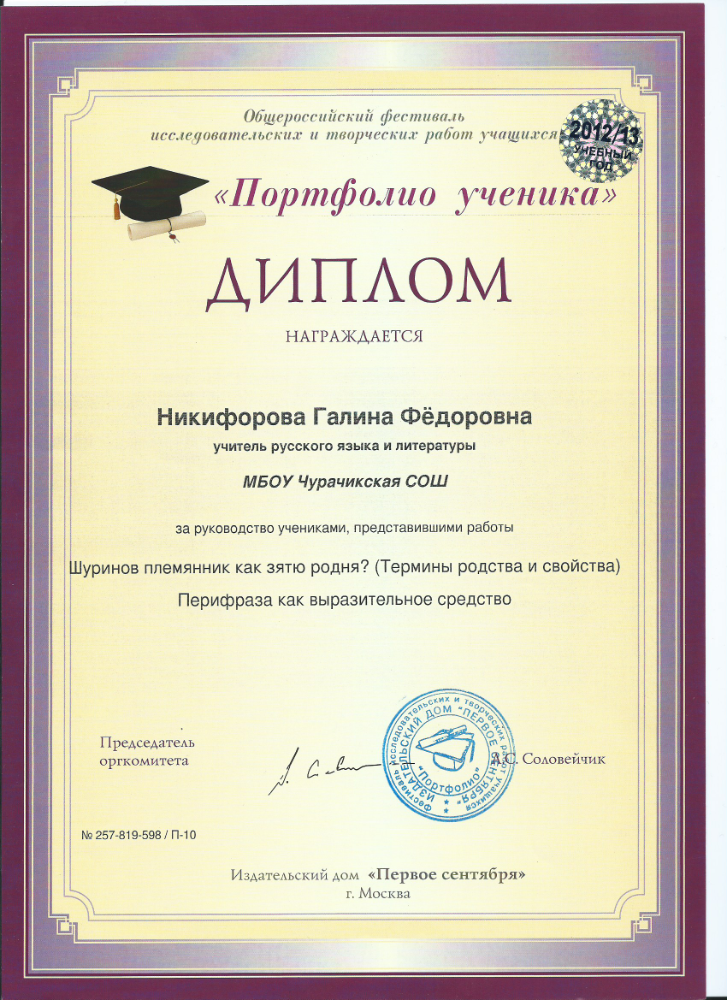 Общероссийский фестиваль
исследовательских и творческих работ учащихся
2012/13
УЧЕБНЫЙ
ГОД
«Портфолио ученика»
ДИПЛОМ
НАГРАЖДАЕТСЯ
Никифорова Галина Фёдоровна
учитель русского языка и литературы
МБОУ Чурачикская СОШ
за руководство учениками, представившими работы
Шуринов племянник как зятю родня? (Термины родства и свойства)
Перифраза как выразительное средство
Председатель
оргкомитета
А.С. Соловейчик
Фестиваль исследовательских и творческих работ учащихся
ИЗДАТЕЛЬСКИЙ ДОМ "ПЕРВОЕ СЕНТЯБРЯ"
"Портфолио"
№ 257-819-598 / П-10
Издательский дом «Первое сентября»
г. Москва